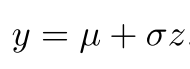 y = μ + σz.